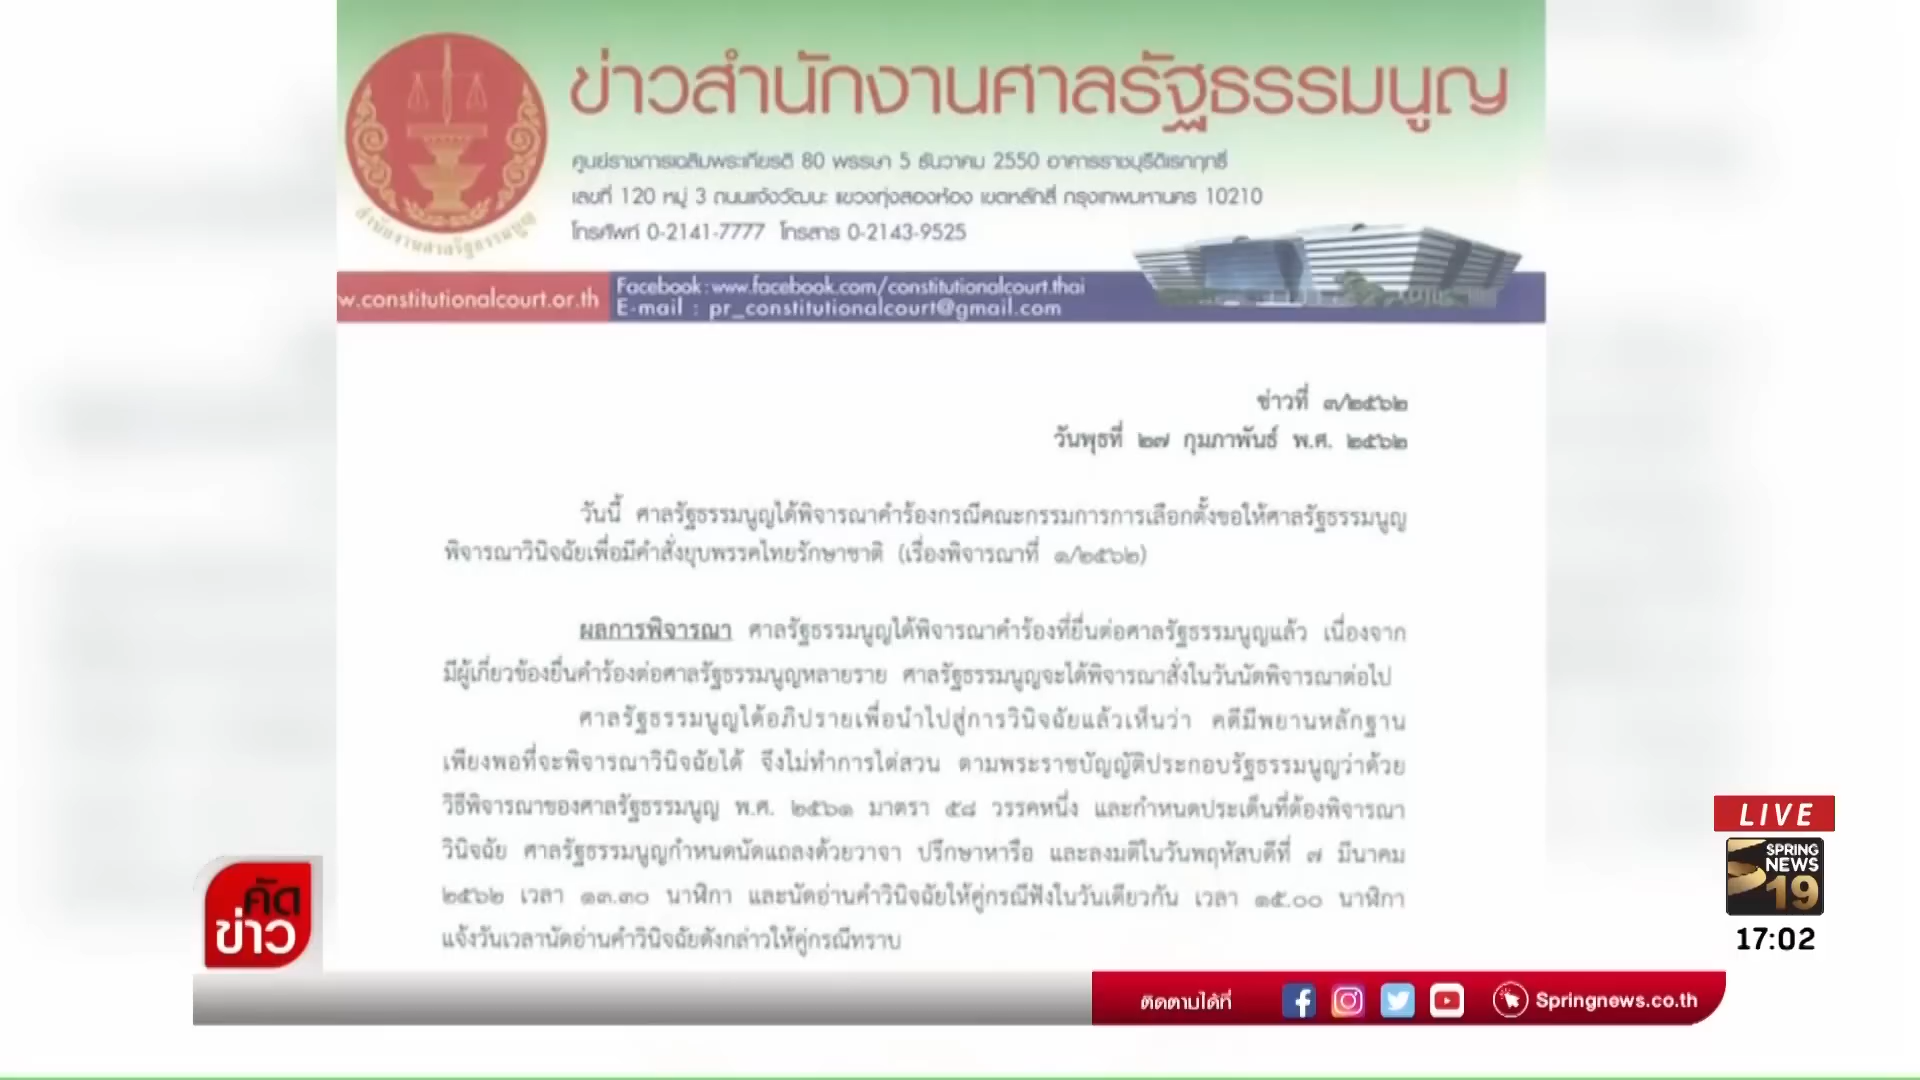 ข่าวสำนักงานศาลรัฐธรรมนูญ
ศูนย์ราชการเฉลิมพระเกียรติ 80 พรรษา 5 ธันวาคม 2550 อาคารราชบุรีดิเรกฤทธิ์
เลขที่ 120 หมู่ 3 ถนนแจ้งวัฒนะ แขวงทุ่งสองห้อง เขตหลักสี่ กรุงเทพมหานคร 10210
โทรศัพท์ 0-2141-7777 โทรสาร 0-2143-9525
สำนักงานศาลรัฐธรรมนูญ
w.constitutionalcourt.or.th
Facebook : www.facebook.com/constitutionalcourt.thai
E-mail : pr_constitutionalcourt@gmail.com
ข่าวที่ ๓/๒๕๖๒
วันพุธที่ ๒๗ กุมภาพันธ์ พ.ศ. ๒๕๖๒
วันนี้ ศาลรัฐธรรมนูญได้พิจารณาคำร้องกรณีคณะกรรมการการเลือกตั้งขอให้ศาลรัฐธรรมนูญ
พิจารณาวินิจฉัยเพื่อมีคำสั่งยุบพรรคไทยรักษาชาติ (เรื่องพิจารณาที่ ๑/๒๕๖๒)
ผลการพิจารณา ศาลรัฐธรรมนูญได้พิจารณาคำร้องที่ยื่นต่อศาลรัฐธรรมนูญแล้ว เนื่องจาก
มีผู้เกี่ยวข้องยื่นคำร้องต่อศาลรัฐธรรมนูญหลายราย ศาลรัฐธรรมนูญจะได้พิจารณาสั่งในวันนัดพิจารณาต่อไป
ศาลรัฐธรรมนูญได้อภิปรายเพื่อนำไปสู่การวินิจฉัยแล้วเห็นว่า คดีมีพยานหลักฐาน
เพียงพอที่จะพิจารณาวินิจฉัยได้ จึงไม่ทำการไต่สวน ตามพระราชบัญญัติประกอบรัฐธรรมนูญว่าด้วย
วิธีพิจารณาของศาลรัฐธรรมนูญ พ.ศ. ๒๕๖๑ มาตรา ๕๘ วรรคหนึ่ง และกำหนดประเด็นที่ต้องพิจารณา
วินิจฉัย ศาลรัฐธรรมนูญกำหนดนัดแถลงด้วยวาจา ปรึกษาหารือ และลงมติในวันพฤหัสบดีที่ ๗ มีนาคม
๒๕๖๒ เวลา ๑๓.๓๐ นาฬิกา และนัดอ่านคำวินิจฉัยให้คู่กรณีฟังในวันเดียวกัน เวลา ๑๕.๐๐ นาฬิกา
แจ้งวันเวลานัดอ่านคำวินิจฉัยดังกล่าวให้คู่กรณีทราบ
LIVE
SPRING
NEWS
19
17:02
คัด
ข่าว
ติดตามได้ที่
Springnews.co.th